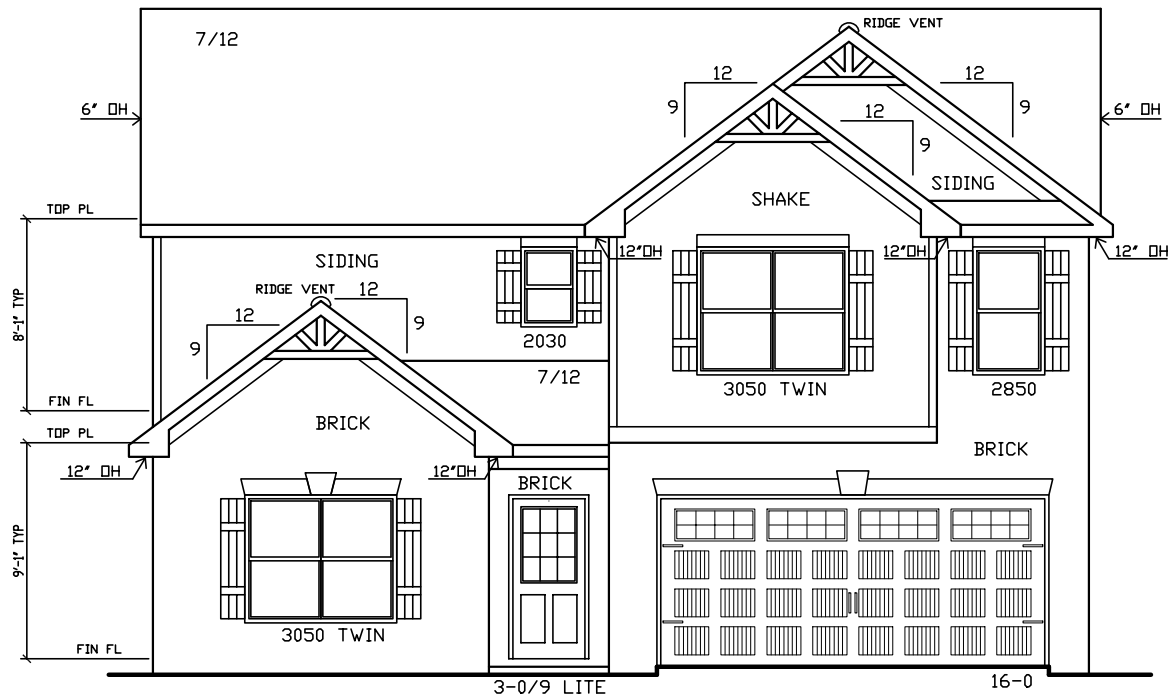 RIDGE VENT
7/12
12
12
9
9
6" OH
6" OH
12
9
SIDING
SHAKE
TOP PL
12"OH
12"OH
12" OH
SIDING
RIDGE VENT
12
12
9
9
8'-1" TYP
2030
7/12
3050 TWIN
2850
FIN FL
BRICK
TOP PL
BRICK
12" OH
12"OH
BRICK
9'-1" TYP
3050 TWIN
FIN FL
3-0/9 LITE
16-0